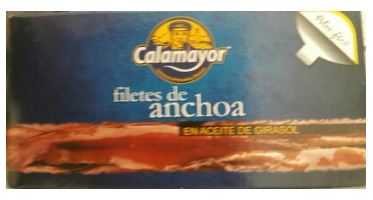 Calamayor
filetes de
anchoa
EN ACEITE DE GIRASOL